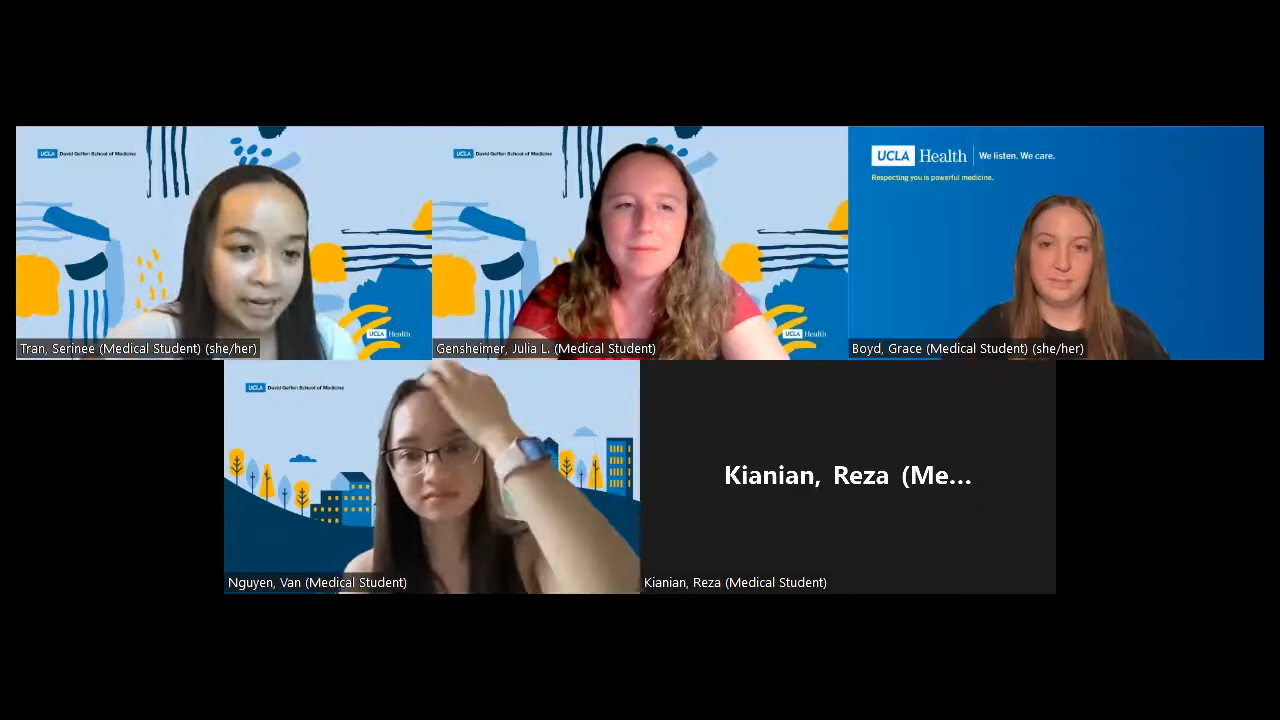 UCLA David Geffen School of Medicine
UCLA Health
Tran, Serinee (Medical Student) (she/her)
UCLA David Geffen School of Medicine
UCLA Health
Gensheimer, Julia L. (Medical Student)
UCLA Health We listen. We care.
Respecting you is powerful medicine.
Boyd, Grace (Medical Student) (she/her)
UCLA David Geffen School of Medicine
Nguyen, Van (Medical Student)
Kianian, Reza (Me...
Kianian, Reza (Medical Student)